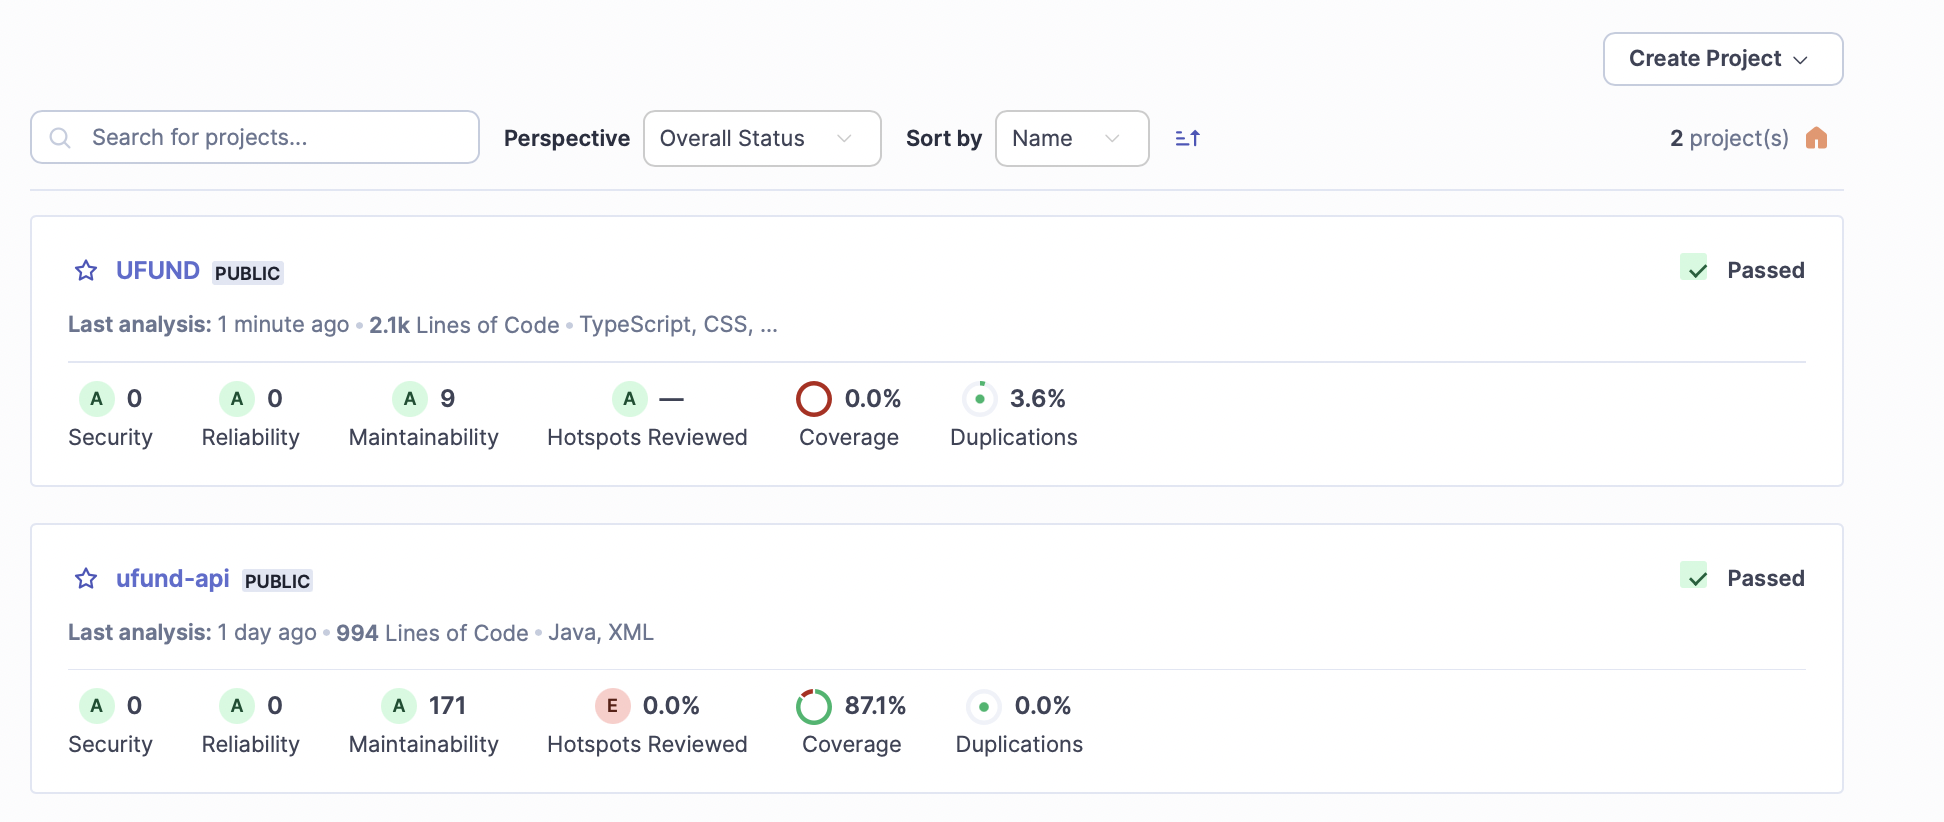 Create Project
Search for projects...
Perspective Overall Status Sort by Name 2 project(s)
UFUND PUBLIC Passed
Last analysis: 1 minute ago • 2.1k Lines of Code • TypeScript, CSS, ...
A 0 A 0 A 9 A — 0.0% 3.6%
Security Reliability Maintainability Hotspots Reviewed Coverage Duplications
ufund-api PUBLIC Passed
Last analysis: 1 day ago • 994 Lines of Code • Java, XML
A 0 A 0 A 171 E 0.0% 87.1% 0.0%
Security Reliability Maintainability Hotspots Reviewed Coverage Duplications